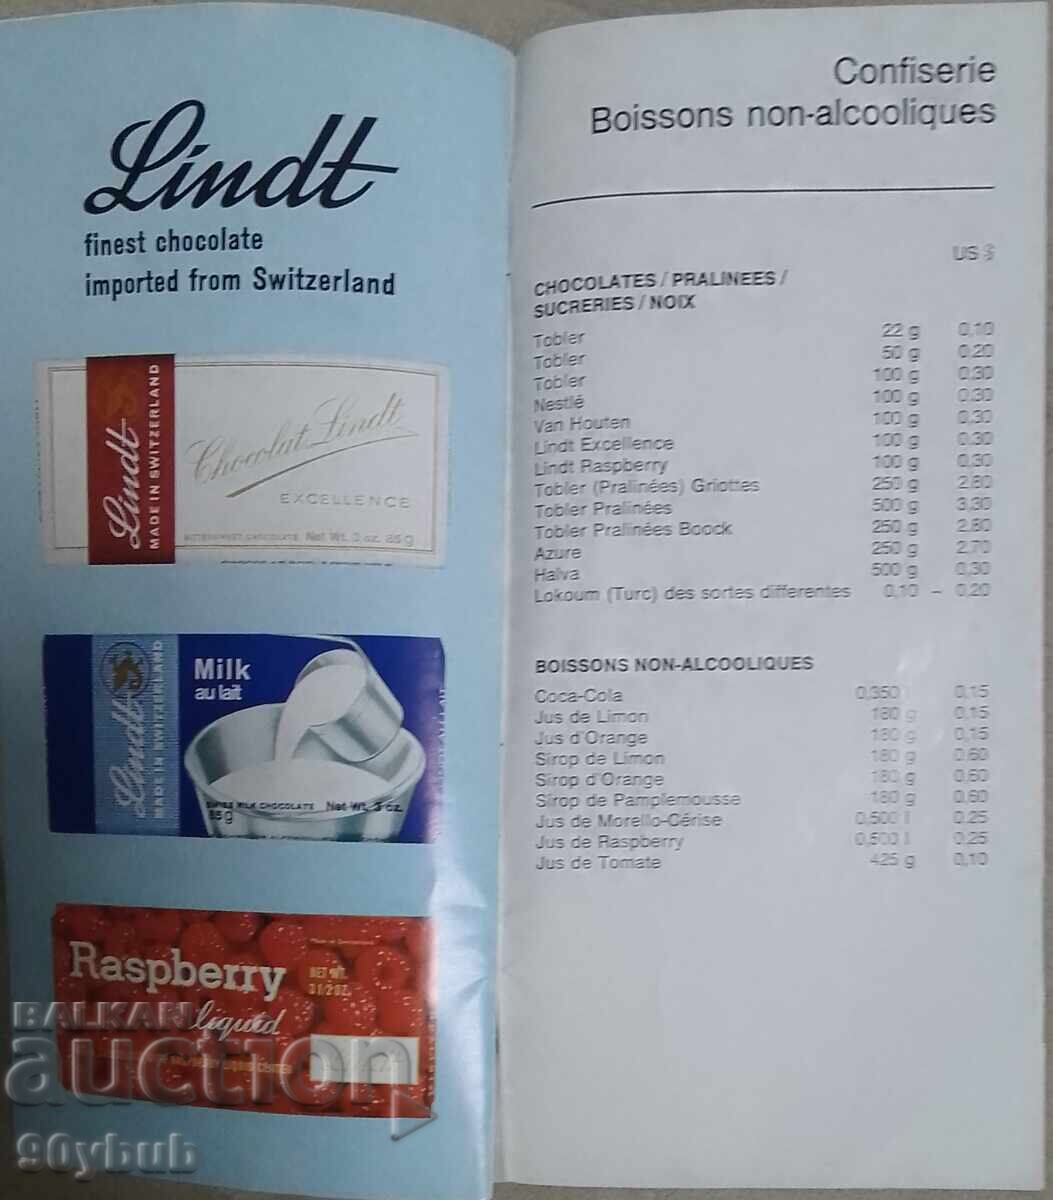 Lindt
finest chocolate
imported from Switzerland
Lindt
MADE IN SWITZERLAND
Chocolat Lindt
EXCELLENCE
BITTERSWEET CHOCOLATE Net Wt. 3 oz. 85 g
Lindt
MADE IN SWITZERLAND
Milk
au lait
SWISS MILK CHOCOLATE Net Wt. 3 oz.
85 g
Raspberry
liquid
NET WT.
3 1/2 OZ.
Confiserie
Boissons non-alcooliques
US $
CHOCOLATES / PRALINEES /
SUCRERIES / NOIX
Tobler 22 g 0,10
Tobler 50 g 0,20
Tobler 100 g 0,30
Nestlé 100 g 0,30
Van Houten 100 g 0,30
Lindt Excellence 100 g 0,30
Lindt Raspberry 100 g 0,30
Tobler (Pralinées) Griottes 250 g 2,80
Tobler Pralinées 500 g 3,30
Tobler Pralinées Boock 250 g 2,80
Azure 250 g 2,70
Halva 500 g 0,30
Lokoum (Turc) des sortes differentes 0,10 – 0,20
BOISSONS NON-ALCOOLIQUES
Coca-Cola 0,350 0,15
Jus de Limon 180 g 0,15
Jus d'Orange 180 g 0,15
Sirop de Limon 180 g 0,60
Sirop d'Orange 180 g 0,60
Sirop de Pamplemousse 180 g 0,60
Jus de Morello-Cérise 0,500 l 0,25
Jus de Raspberry 0,500 l 0,25
Jus de Tomate 425 g 0,10
BALKAN
auction
90ybub